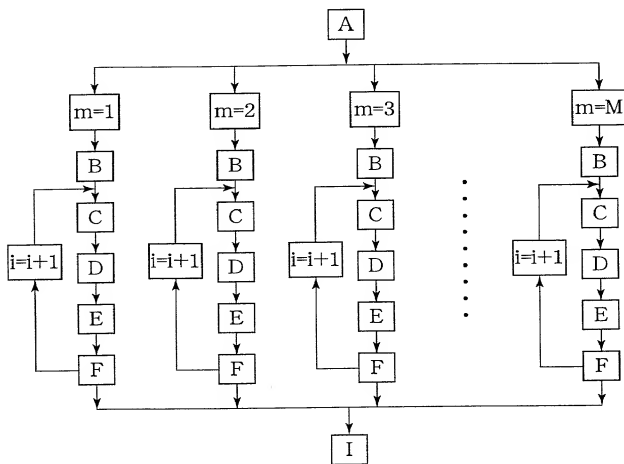 A
m=1 m=2 m=3 m=M
B B B B
C C C C
i=i+1 D i=i+1 D i=i+1 D i=i+1 D
E E E E
F F F F
I